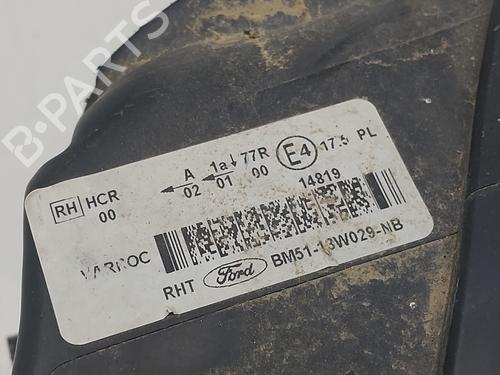 B-PARTS
RH HCR A 1a 77R E4 17.5 PL
00 02 01 00 14819
VARROC
RHT Ford BM51-13W029-NB